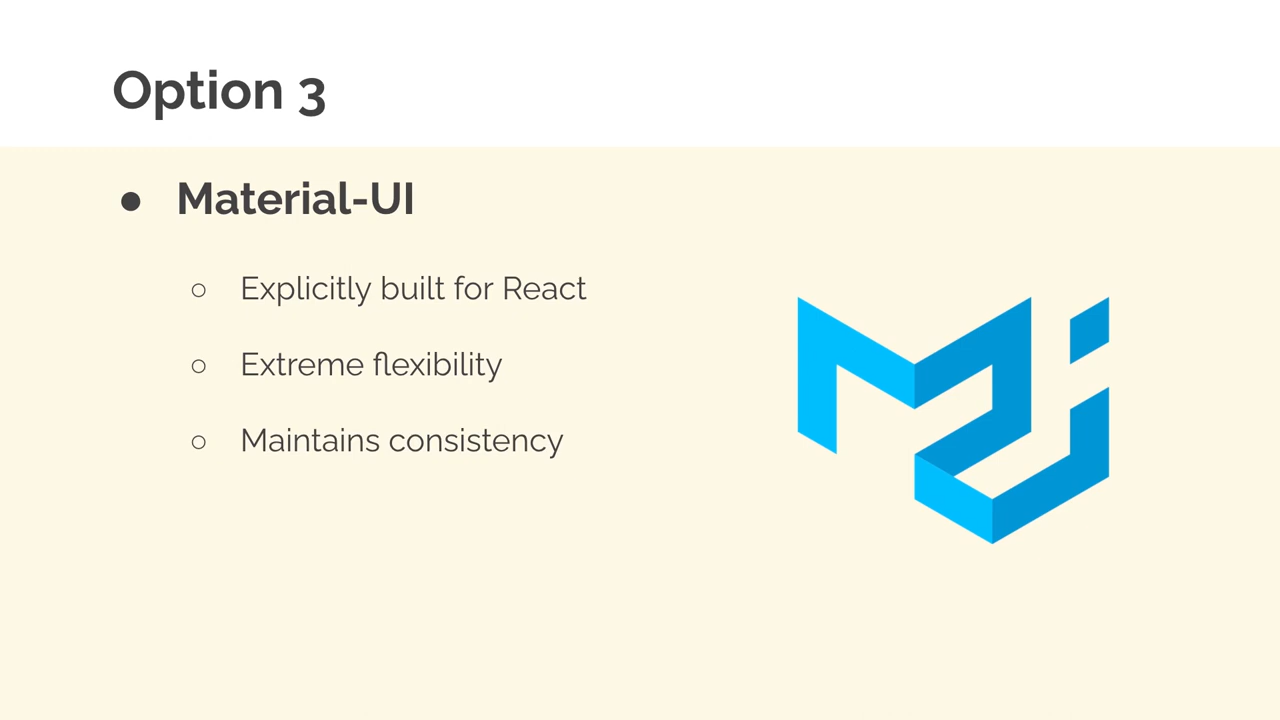 Option 3
● Material-UI
○ Explicitly built for React
○ Extreme flexibility
○ Maintains consistency